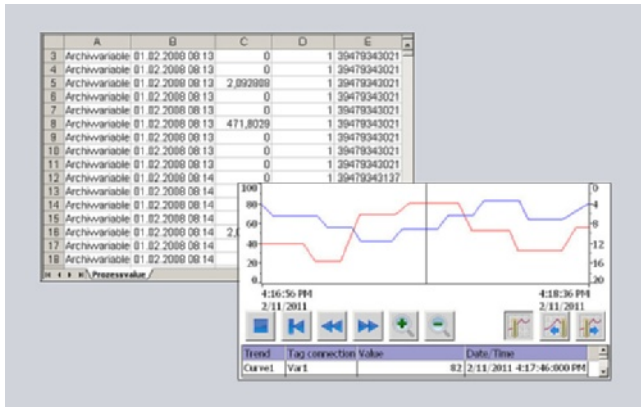 A B C D E
3 Archivvariable 01.02.2008 08:13 0 1 39479343021
4 Archivvariable 01.02.2008 08:13 0 1 39479343021
5 Archivvariable 01.02.2008 08:13 2,092808 1 39479343021
6 Archivvariable 01.02.2008 08:13 0 1 39479343021
7 Archivvariable 01.02.2008 08:13 0 1 39479343021
8 Archivvariable 01.02.2008 08:13 471,8029 1 39479343021
9 Archivvariable 01.02.2008 08:13 0 1 39479343021
10 Archivvariable 01.02.2008 08:13 0 1 39479343021
11 Archivvariable 01.02.2008 08:13 0 1 39479343021
12 Archivvariable 01.02.2008 08:14 0 1 39479343137
13 Archivvariable 01.02.2008 08:14
14 Archivvariable 01.02.2008 08:14
15 Archivvariable 01.02.2008 08:14
16 Archivvariable 01.02.2008 08:14
17 Archivvariable 01.02.2008 08:14
18 Archivvariable 01.02.2008 08:14
Prozessvalue
100 0
80 4
60 8
40 12
20 16
0 20
4:16:56 PM 4:18:36 PM
2/11/2011 2/11/2011
Trend Tag connection Value Date/Time
Curve1 Var1 82 2/11/2011 4:17:46:000 PM